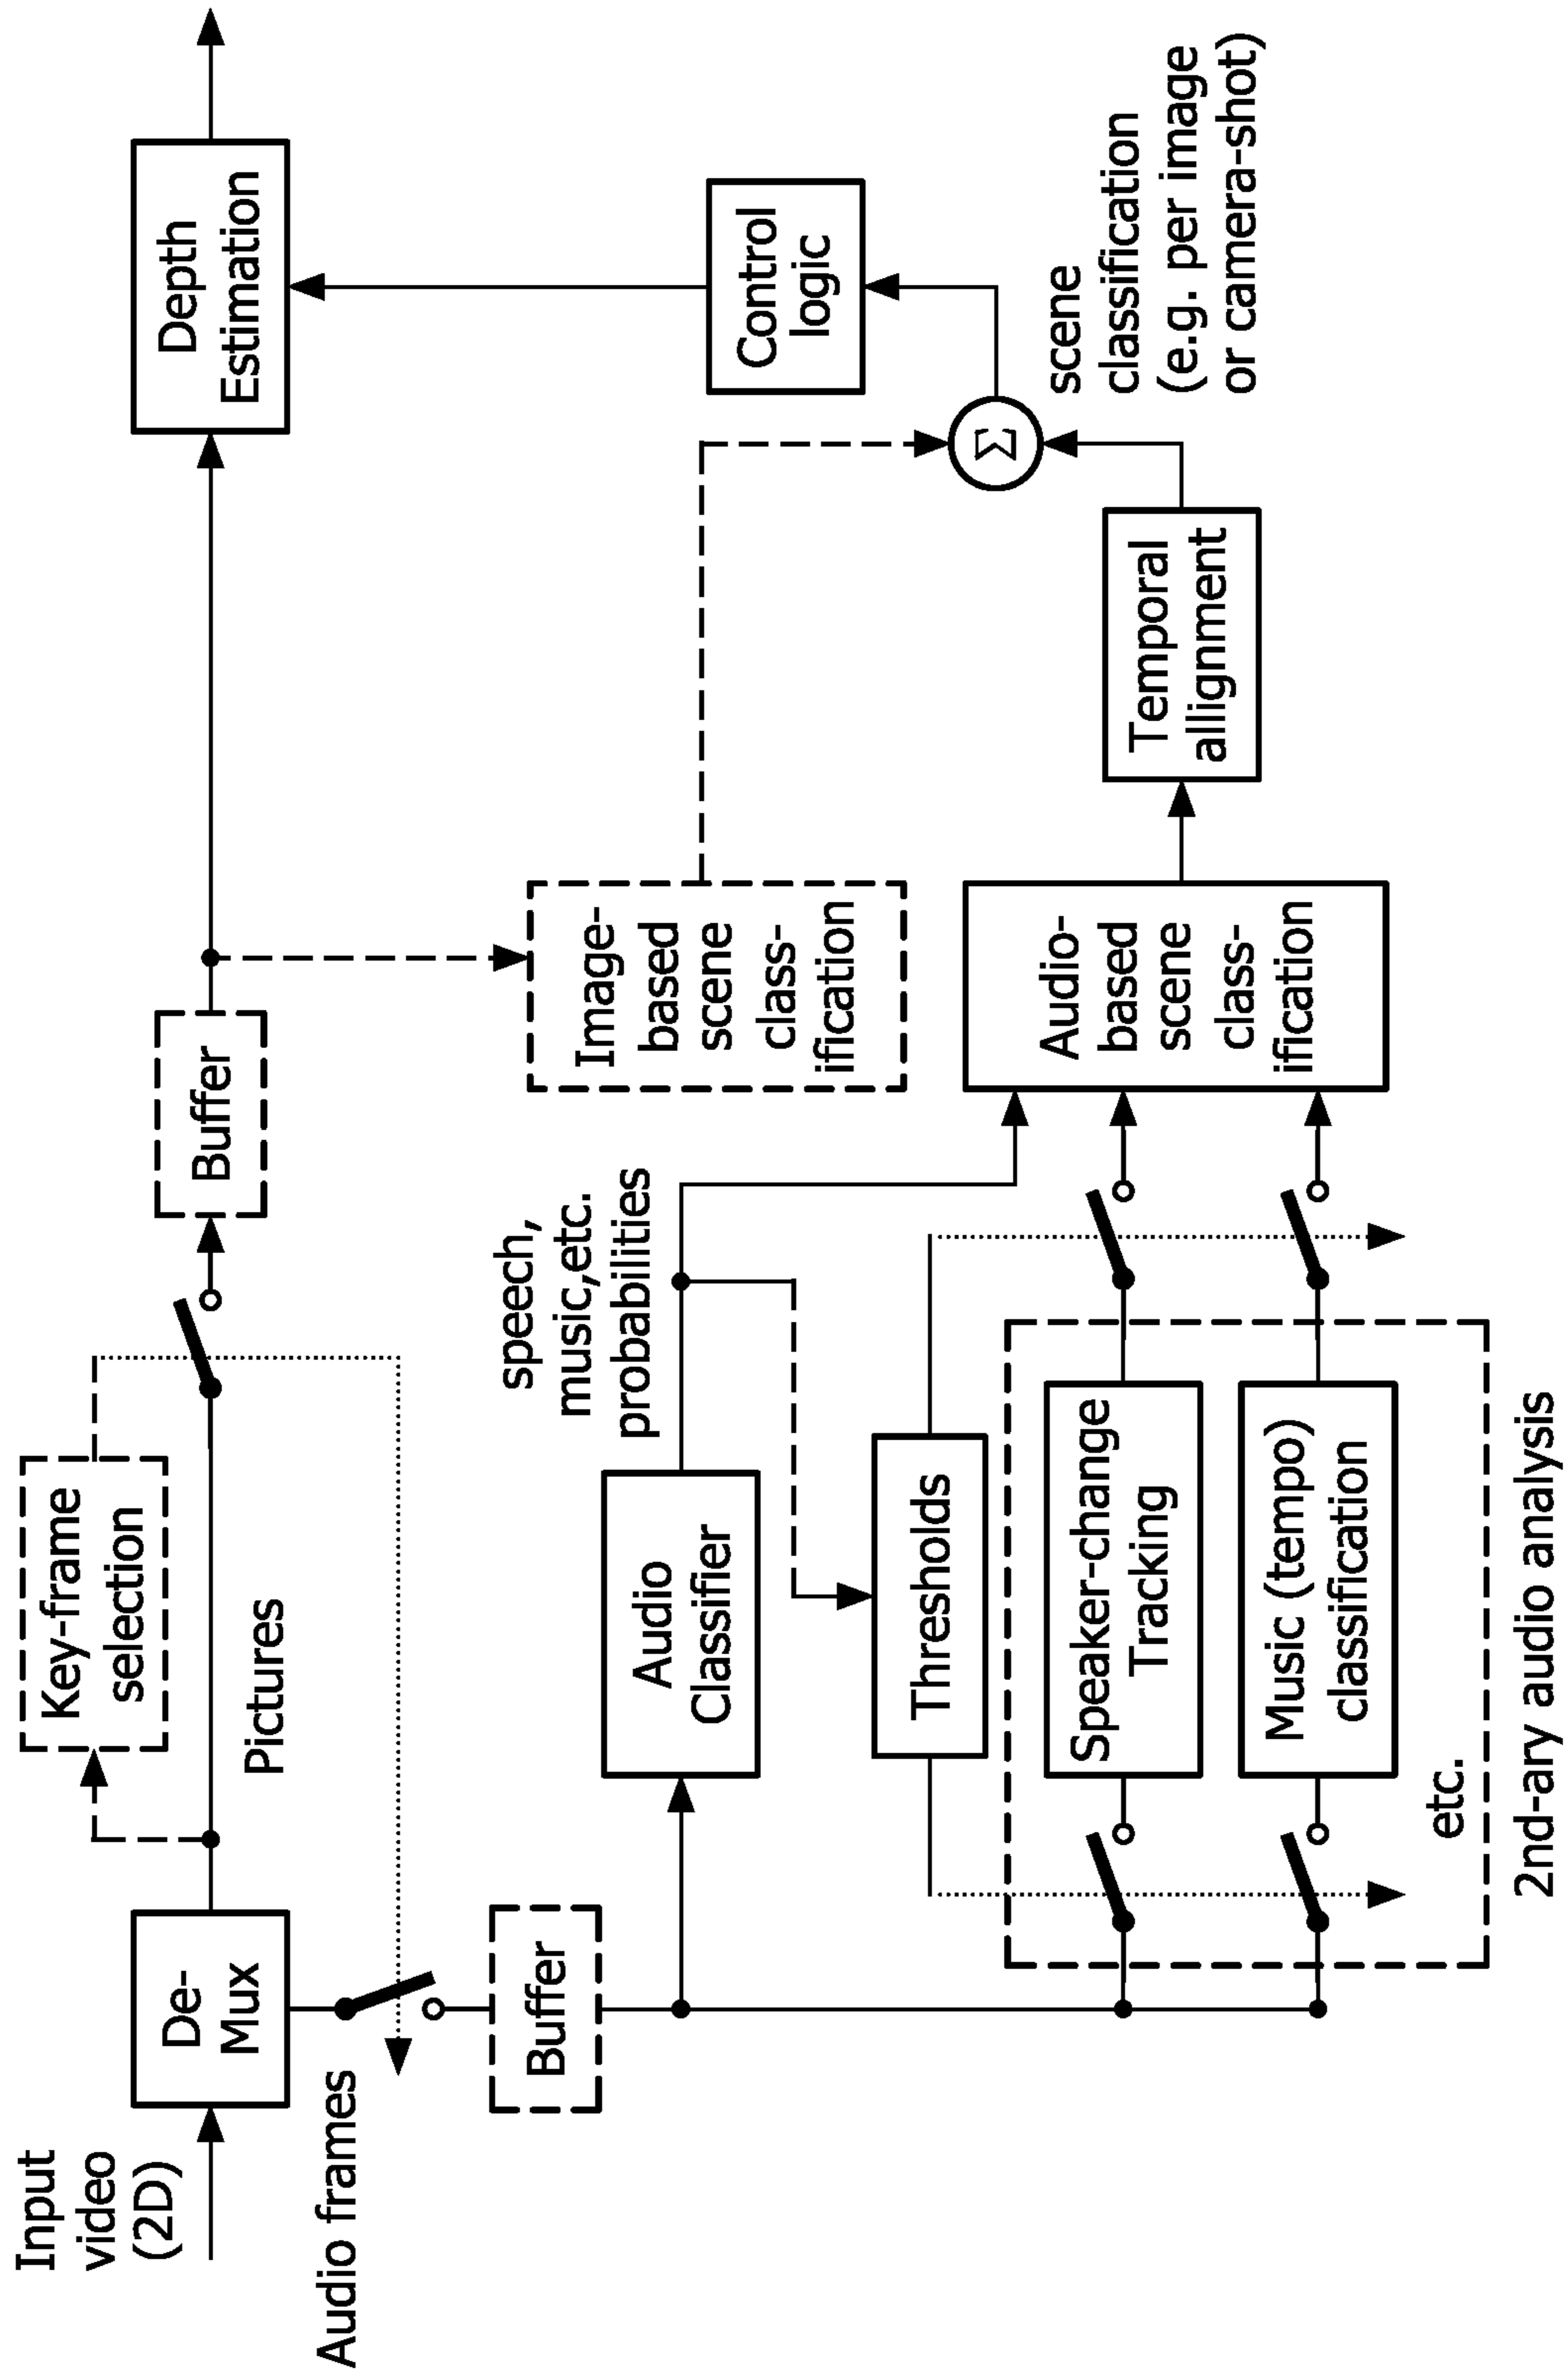 Input
video
(2D)
De-
Mux
Key-frame
selection
Pictures
Buffer
Depth
Estimation
Audio frames
Buffer
Audio
Classifier
speech,
music,etc.
probabilities
Thresholds
Image-
based
scene
class-
ification
Control
logic
Speaker-change
Tracking
Music (tempo)
classification
etc.
2nd-ary audio analysis
Audio-
based
scene
class-
ification
Temporal
allignment
Σ
scene
classification
(e.g. per image
or camera-shot)